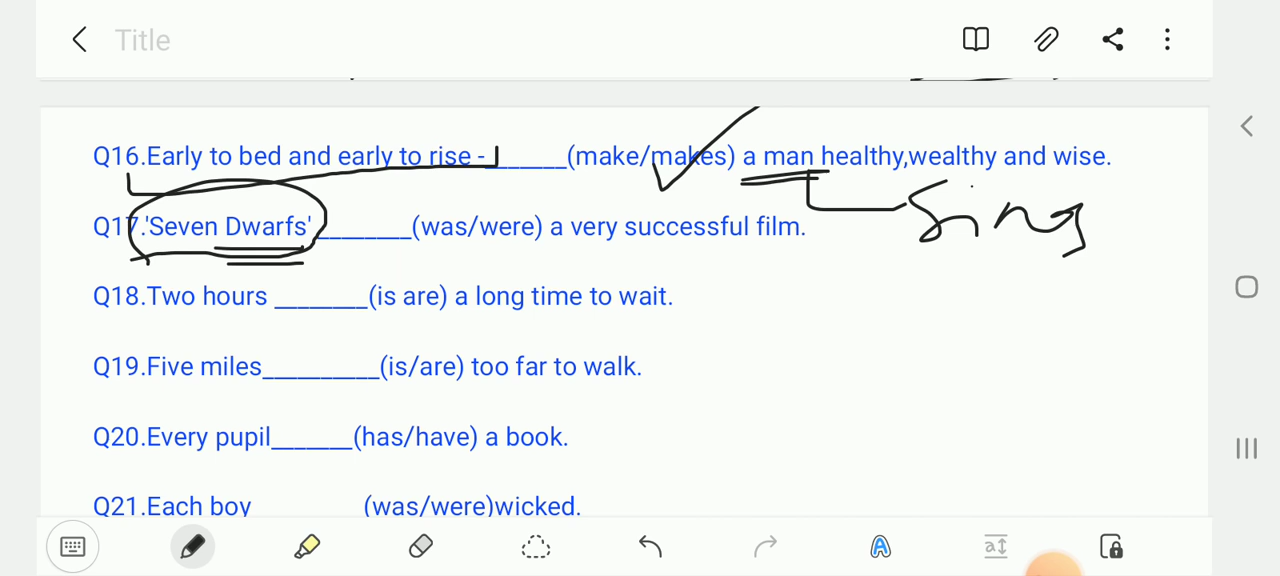 Title
Q16.Early to bed and early to rise -______(make/makes) a man healthy,wealthy and wise.
Q17.'Seven Dwarfs'________(was/were) a very successful film.
Sing
Q18.Two hours _______(is are) a long time to wait.
Q19.Five miles_________(is/are) too far to walk.
Q20.Every pupil______(has/have) a book.
Q21.Each boy ________(was/were)wicked.